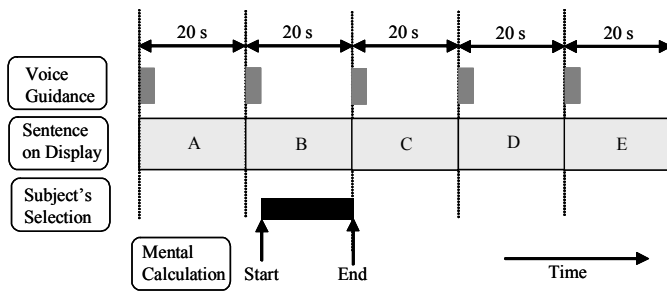 20 s 20 s 20 s 20 s 20 s
Voice
Guidance
Sentence
on Display
A B C D E
Subject's
Selection
Mental
Calculation
Start End
Time